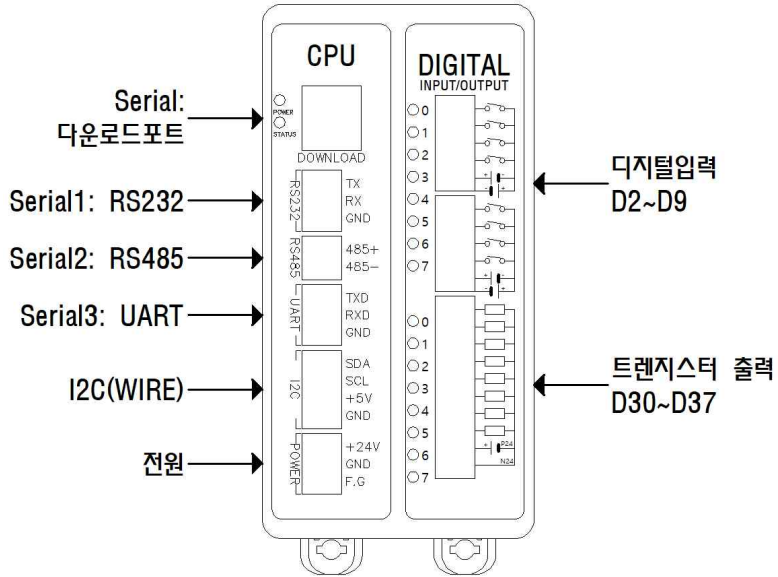 CPU
DIGITAL
INPUT/OUTPUT
Serial:
다운로드포트
POWER
STATUS
DOWNLOAD
Serial1: RS232
RS232
TX
RX
GND
Serial2: RS485
RS485
485+
485-
Serial3: UART
UART
TXD
RXD
GND
I2C(WIRE)
I2C
SDA
SCL
+5V
GND
전원
POWER
+24V
GND
F.G
0
1
2
3
4
5
6
7
+ -
- +
+ -
- +
디지털입력
D2~D9
0
1
2
3
4
5
6
7
+ -
P24
N24
트렌지스터 출력
D30~D37